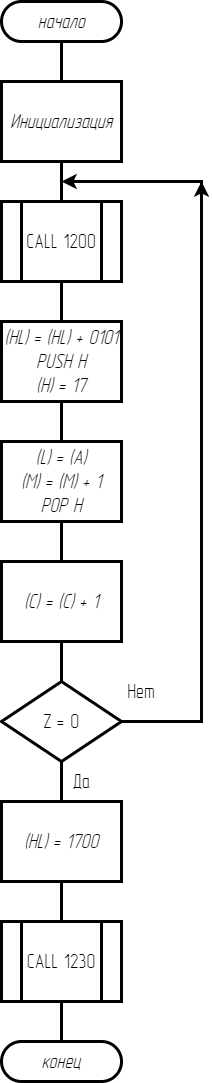 начало
Инициализация
CALL 1200
(HL) = (HL) + 0101
PUSH H
(H) = 17
(L) = (A)
(M) = (M) + 1
POP H
(C) = (C) + 1
Нет
Z = 0
Да
(HL) = 1700
CALL 1230
конец